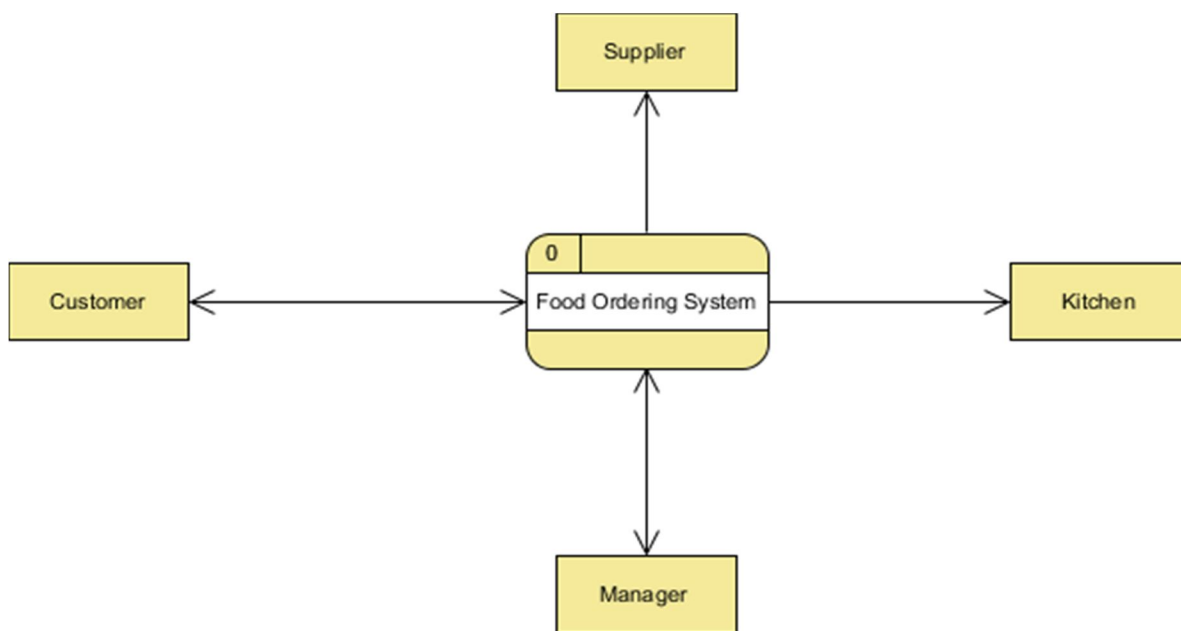 Supplier
0
Customer
Food Ordering System
Kitchen
Manager